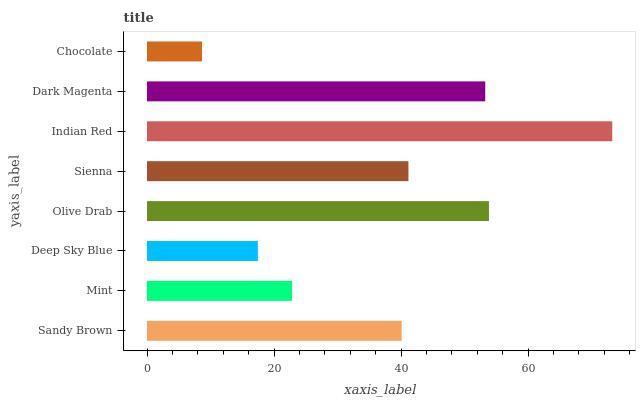 title
Chocolate
Dark Magenta
Indian Red
Sienna
Olive Drab
Deep Sky Blue
Mint
Sandy Brown
yaxis_label
0 20 40 60
xaxis_label